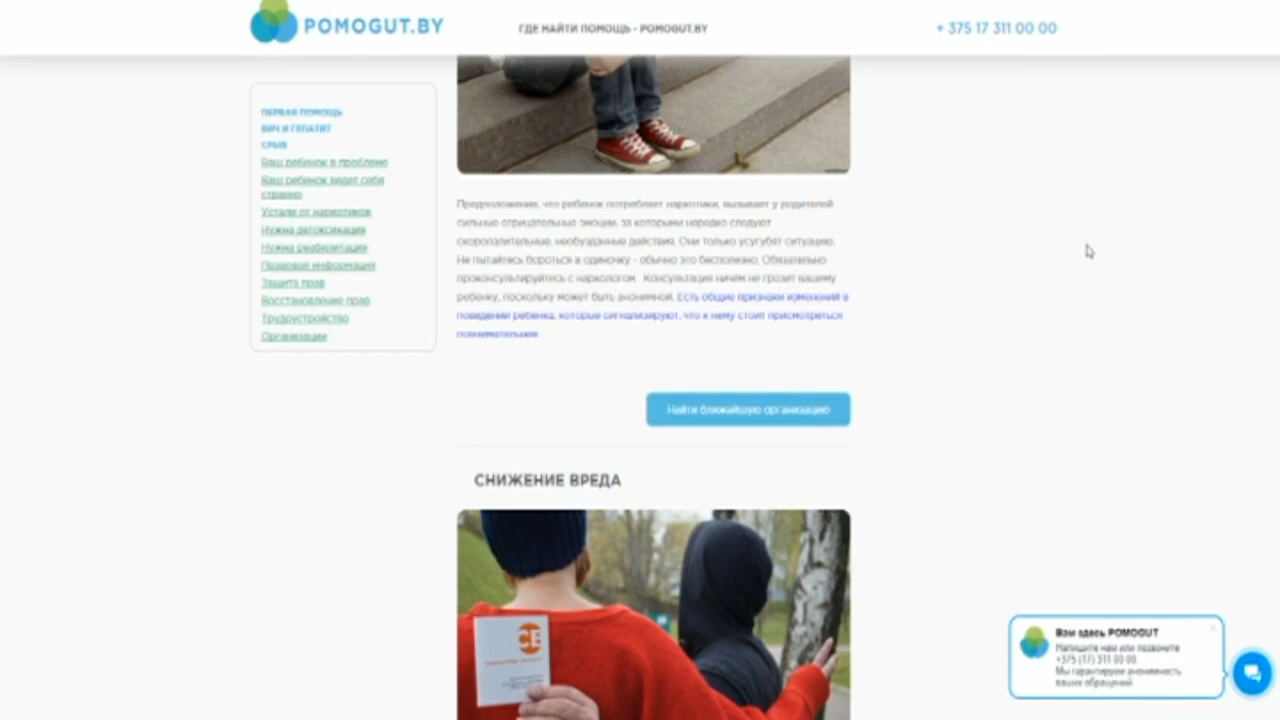 POMOGUT.BY
ГДЕ НАЙТИ ПОМОЩЬ - POMOGUT.BY
+ 375 17 311 00 00
ПЕРВАЯ ПОМОЩЬ
ВИЧ И ГЕПАТИТ
СРЫВ
Ваш ребенок в проблеме
Ваш ребенок ведет себя
странно
Устали от наркотиков
Нужна детоксикация
Нужна реабилитация
Правовая информация
Защита прав
Восстановление прав
Трудоустройство
Организации
Предположение, что ребенок потребляет наркотики, вызывает у родителей
сильные отрицательные эмоции, за которыми нередко следуют
скоропалительные, необузданные действия. Они только усугубят ситуацию.
Не пытайтесь бороться в одиночку - обычно это бесполезно. Обязательно
проконсультируйтесь с наркологом. Консультация ничем не грозит вашему
ребенку, поскольку может быть анонимной. Есть общие признаки изменений в
поведении ребенка, которые сигнализируют, что к нему стоит присмотреться
повнимательнее
Найти ближайшую организацию
СНИЖЕНИЕ ВРЕДА
СВ
Вам здесь POMOGUT
Напишите нам или позвоните
+375 (17) 311 00 00.
Мы гарантируем анонимность
ваших обращений